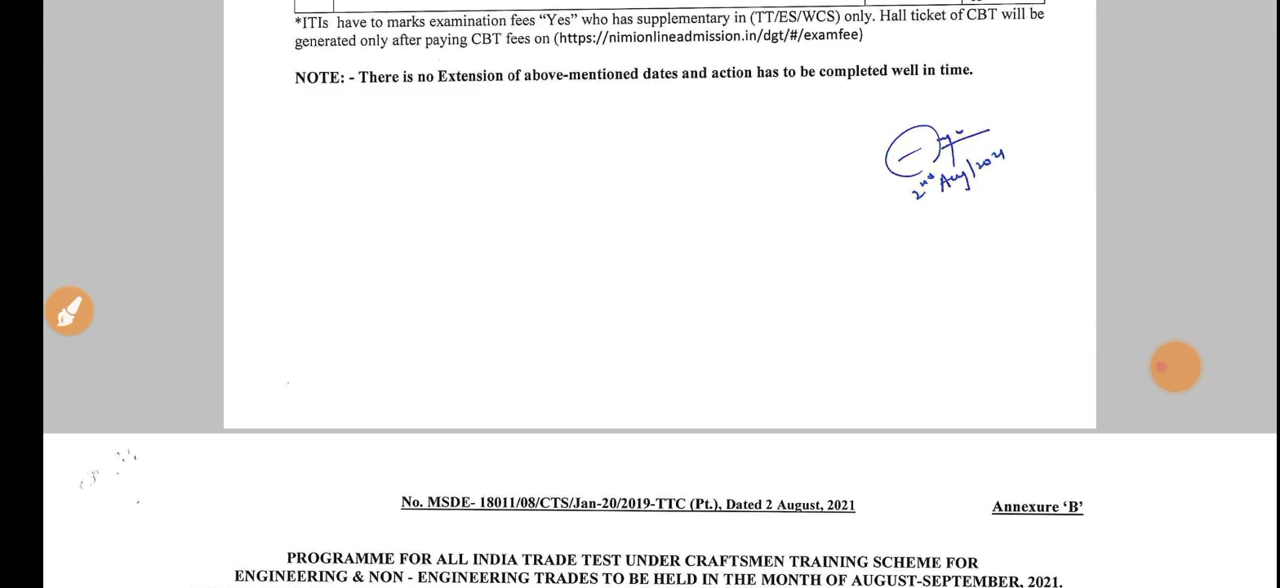 *ITIs have to marks examination fees “Yes” who has supplementary in (TT/ES/WCS) only. Hall ticket of CBT will be
generated only after paying CBT fees on (https://nimionlineadmission.in/dgt/#/examfee)
NOTE: - There is no Extension of above-mentioned dates and action has to be completed well in time.
2nd Aug/2021
No. MSDE- 18011/08/CTS/Jan-20/2019-TTC (Pt.), Dated 2 August, 2021
Annexure ‘B’
PROGRAMME FOR ALL INDIA TRADE TEST UNDER CRAFTSMEN TRAINING SCHEME FOR
ENGINEERING & NON - ENGINEERING TRADES TO BE HELD IN THE MONTH OF AUGUST-SEPTEMBER, 2021.